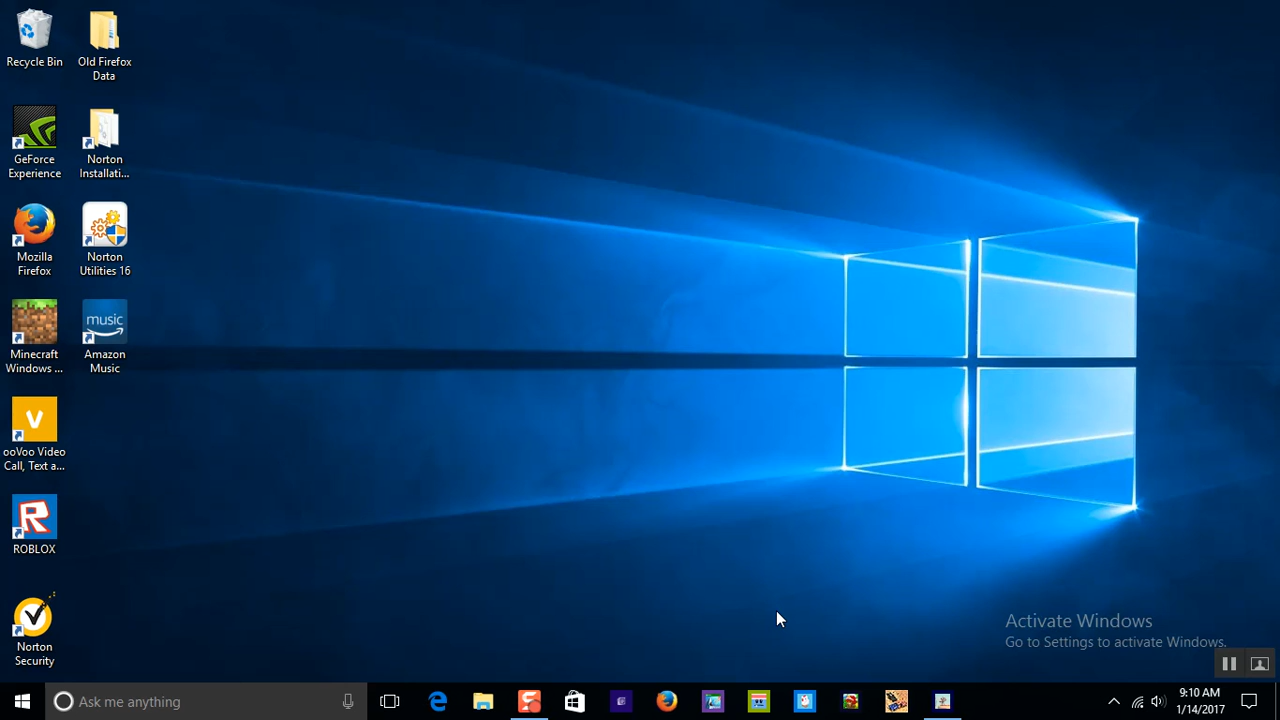 Recycle Bin
Old Firefox
Data
GeForce
Experience
Norton
Installati...
Mozilla
Firefox
Norton
Utilities 16
Minecraft
Windows ...
music
Amazon
Music
V
ooVoo Video
Call, Text a...
R
ROBLOX
Norton
Security
Activate Windows
Go to Settings to activate Windows.
Ask me anything
9:10 AM
1/14/2017